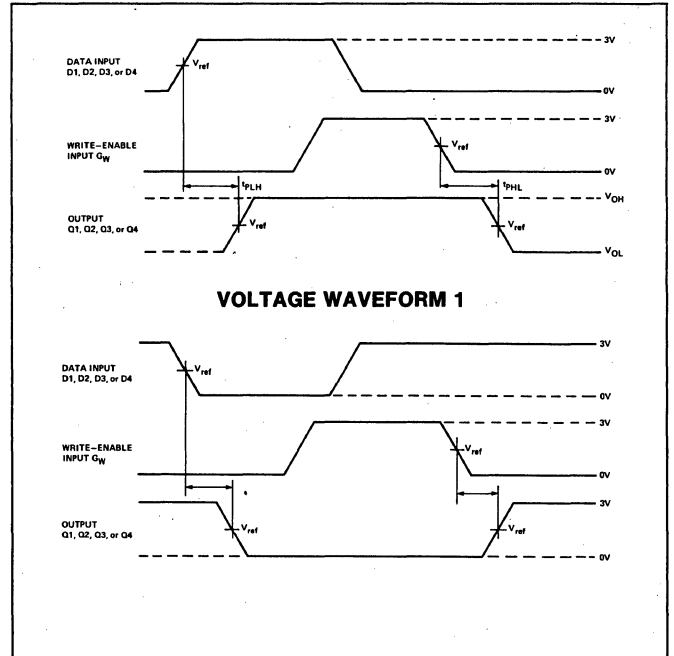 3V
DATA INPUT
D1, D2, D3, or D4
Vref
0V
3V
WRITE-ENABLE
INPUT GW
Vref
0V
tPLH
tPHL
VOH
OUTPUT
Q1, Q2, Q3, or Q4
Vref
Vref
VOL
VOLTAGE WAVEFORM 1
3V
DATA INPUT
D1, D2, D3, or D4
Vref
0V
3V
WRITE-ENABLE
INPUT GW
Vref
0V
3V
OUTPUT
Q1, Q2, Q3, or Q4
Vref
Vref
0V